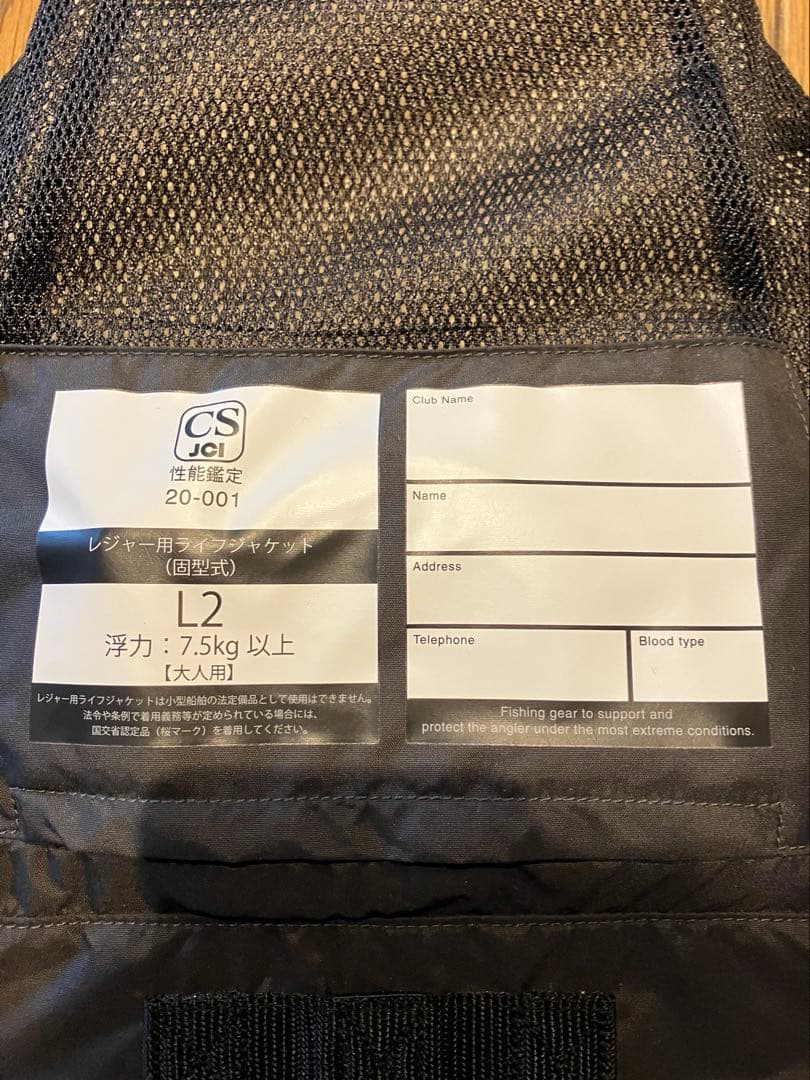 CS
JCI
性能鑑定
20-001
レジャー用ライフジャケット
（固型式）
L2
浮力：7.5kg 以上
【大人用】
レジャー用ライフジャケットは小型船舶の法定備品として使用はできません。
法令や条例で着用義務等が定められている場合には、
国交省認定品（桜マーク）を着用してください。
Club Name
Name
Address
Telephone
Blood type
Fishing gear to support and
protect the angler under the most extreme conditions.